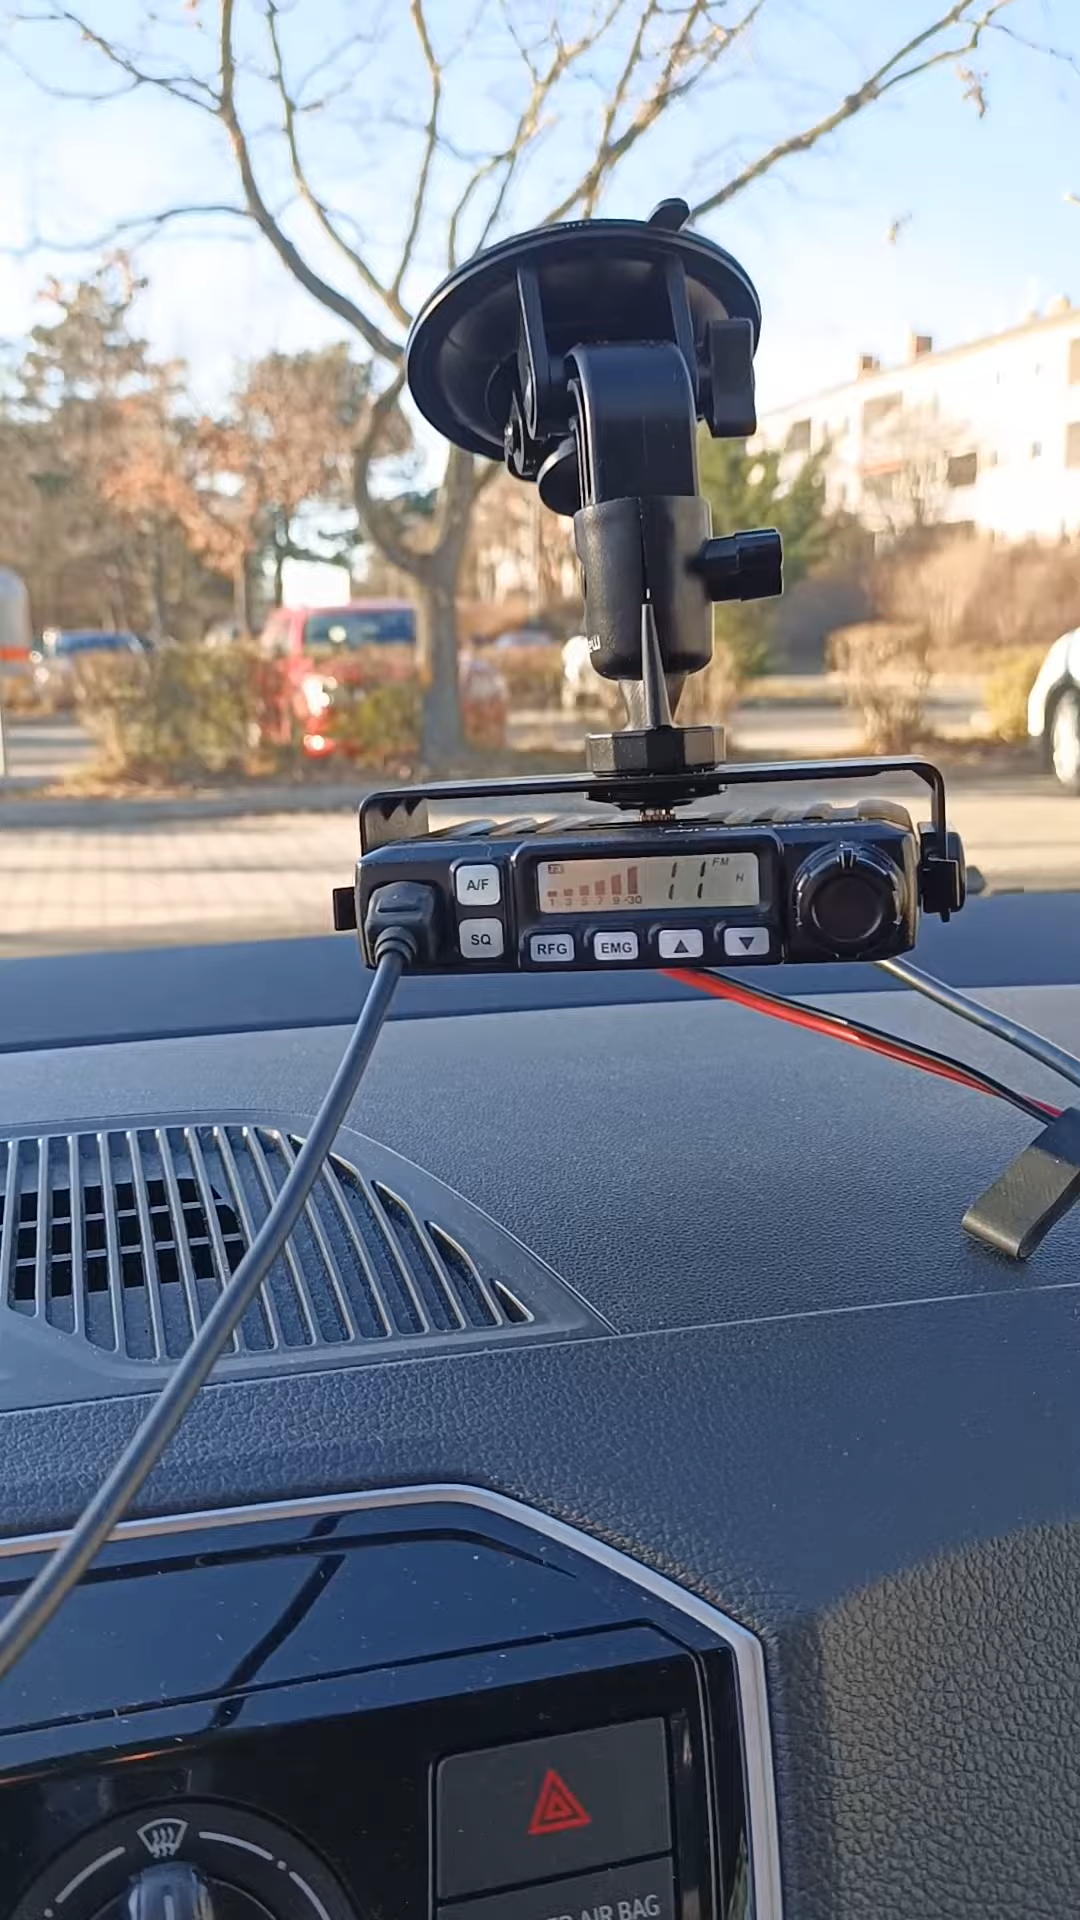 A/F
11 FM
H
1 3 5 7 9 +30
SQ
RFG EMG ▲ ▼
AIR BAG